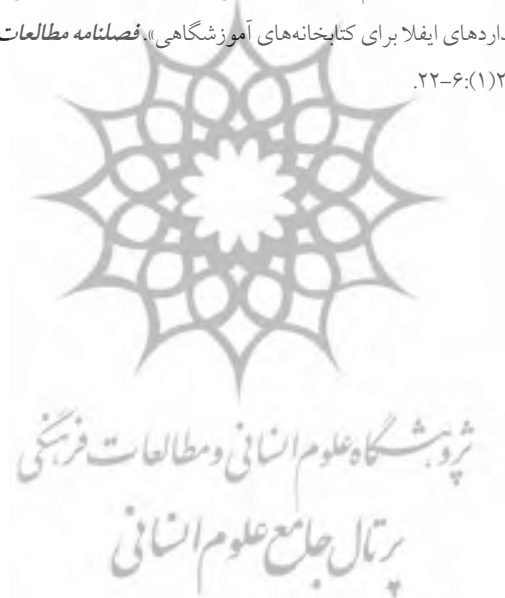 داردهای ایفلا برای کتابخانه‌های آموزشگاهی». فصلنامه مطالعات
۲(۱):۶-۲۲.
پژوهشگاه علوم انسانی و مطالعات فرهنگی
پرتال جامع علوم انسانی